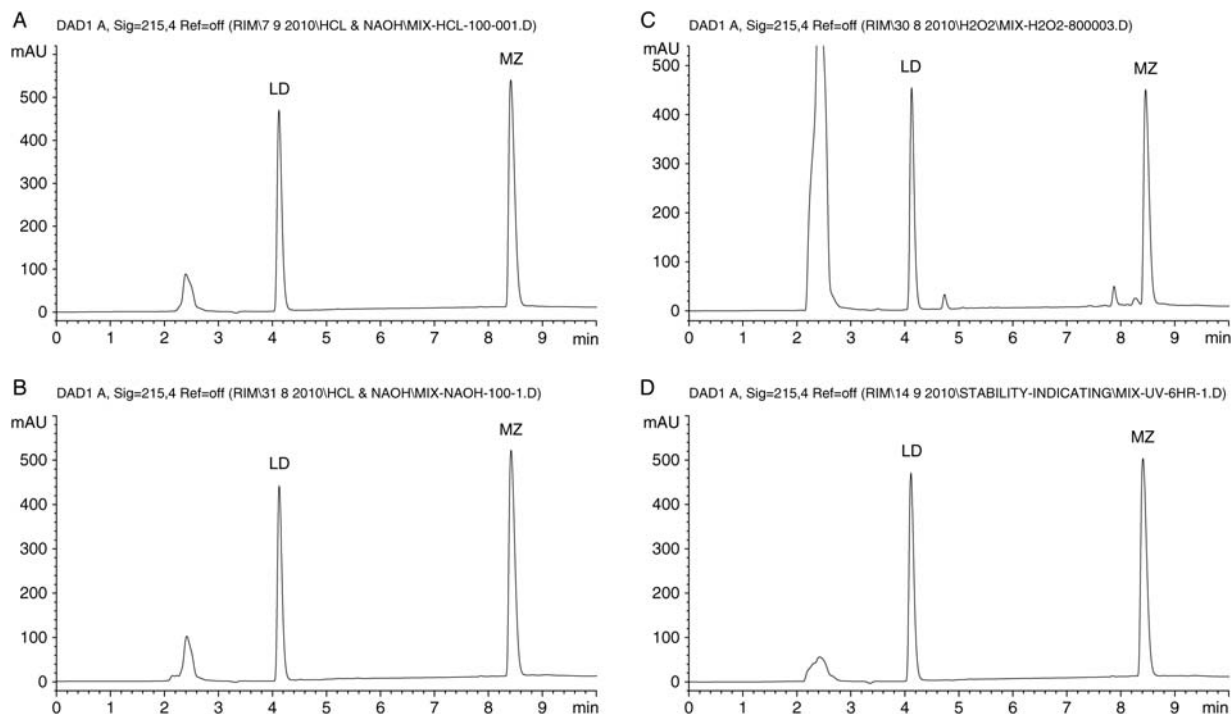 A
DAD1 A, Sig=215,4 Ref=off (RIM\7 9 2010\HCL & NAOH\MIX-HCL-100-001.D)
mAU
500
400
300
200
100
0
LD
MZ
0 1 2 3 4 5 6 7 8 9 min
B
DAD1 A, Sig=215,4 Ref=off (RIM\31 8 2010\HCL & NAOH\MIX-NAOH-100-1.D)
mAU
500
400
300
200
100
0
LD
MZ
0 1 2 3 4 5 6 7 8 9 min
C
DAD1 A, Sig=215,4 Ref=off (RIM\30 8 2010\H2O2\MIX-H2O2-800003.D)
mAU
500
400
300
200
100
0
LD
MZ
0 1 2 3 4 5 6 7 8 9 min
D
DAD1 A, Sig=215,4 Ref=off (RIM\14 9 2010\STABILITY-INDICATING\MIX-UV-6HR-1.D)
mAU
500
400
300
200
100
0
LD
MZ
0 1 2 3 4 5 6 7 8 9 min